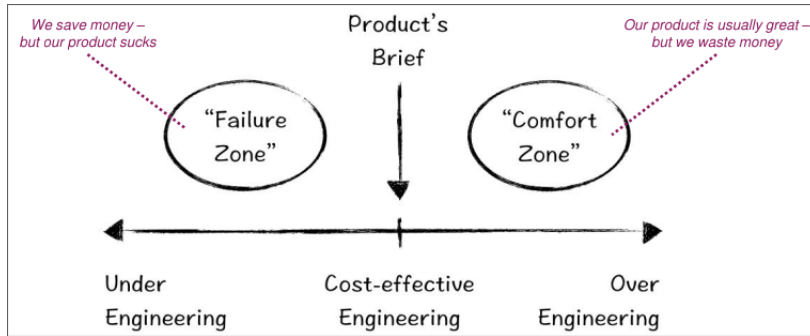 We save money –
but our product sucks
Product's
Brief
Our product is usually great –
but we waste money
“Failure
Zone”
“Comfort
Zone”
Under
Engineering
Cost-effective
Engineering
Over
Engineering